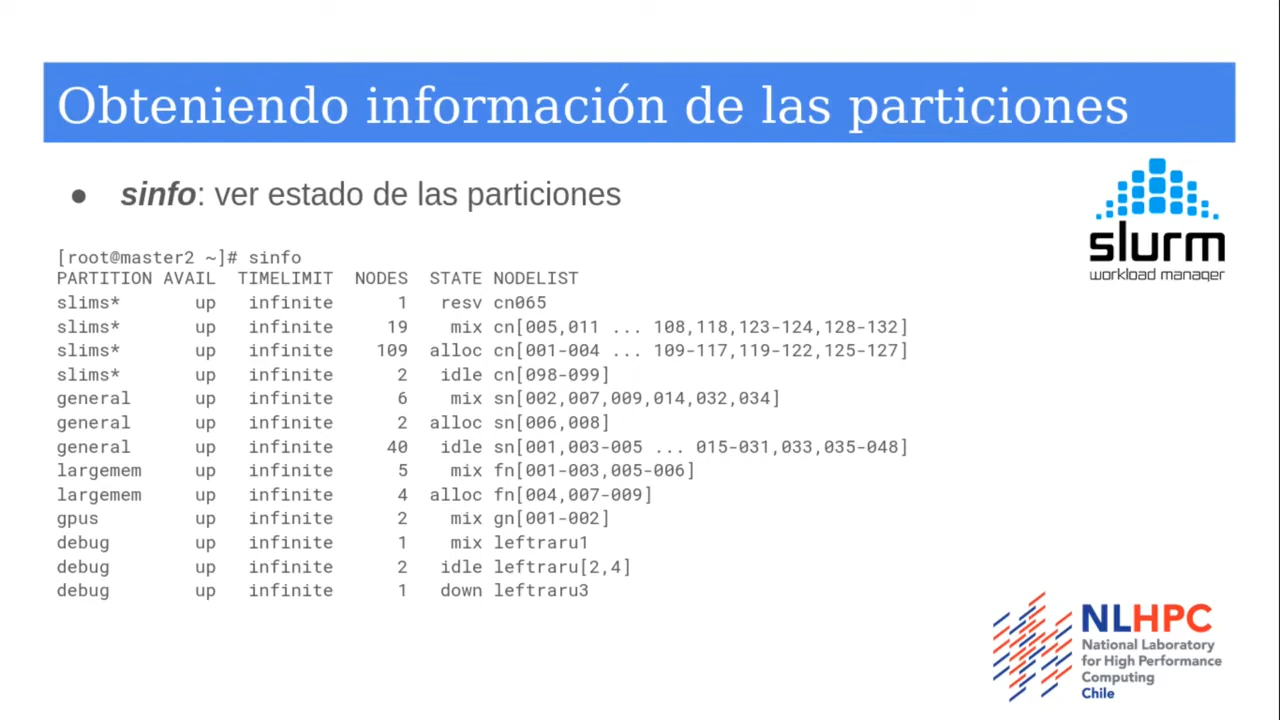 Obteniendo información de las particiones
● sinfo: ver estado de las particiones
slurm
workload manager
[root@master2 ~]# sinfo
PARTITION AVAIL  TIMELIMIT  NODES  STATE NODELIST
slims*       up   infinite      1   resv cn065
slims*       up   infinite     19    mix cn[005,011 ... 108,118,123-124,128-132]
slims*       up   infinite    109  alloc cn[001-004 ... 109-117,119-122,125-127]
slims*       up   infinite      2   idle cn[098-099]
general      up   infinite      6    mix sn[002,007,009,014,032,034]
general      up   infinite      2  alloc sn[006,008]
general      up   infinite     40   idle sn[001,003-005 ... 015-031,033,035-048]
largemem     up   infinite      5    mix fn[001-003,005-006]
largemem     up   infinite      4  alloc fn[004,007-009]
gpus         up   infinite      2    mix gn[001-002]
debug        up   infinite      1    mix leftraru1
debug        up   infinite      2   idle leftraru[2,4]
debug        up   infinite      1   down leftraru3
NLHPC
National Laboratory
for High Performance
Computing
Chile